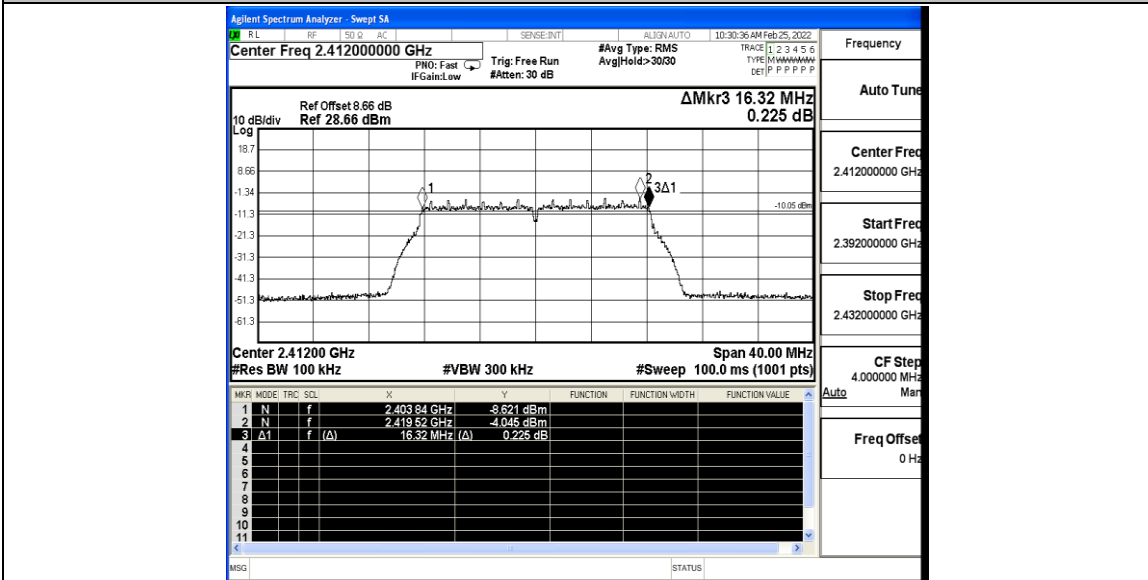 Agilent Spectrum Analyzer - Swept SA
LXI RL RF 50 Ω AC SENSE:INT ALIGN AUTO 10:30:36 AM Feb 25, 2022
Center Freq 2.412000000 GHz
PNO: Fast
IFGain:Low
Trig: Free Run
#Atten: 30 dB
#Avg Type: RMS
Avg|Hold:>30/30
TRACE 1 2 3 4 5 6
TYPE M WWWWW
DET P P P P P P
Ref Offset 8.66 dB
10 dB/div Ref 28.66 dBm
Log
ΔMkr3 16.32 MHz
0.225 dB
18.7
8.66
-1.34
-11.3
-21.3
-31.3
-41.3
-51.3
-61.3
1
2
3Δ1
-10.05 dBm
Center 2.41200 GHz Span 40.00 MHz
#Res BW 100 kHz #VBW 300 kHz #Sweep 100.0 ms (1001 pts)
MKR MODE TRC SCL X Y FUNCTION FUNCTION WIDTH FUNCTION VALUE
1 N f 2.403 84 GHz -8.621 dBm
2 N f 2.419 52 GHz -4.045 dBm
3 Δ1 f (Δ) 16.32 MHz (Δ) 0.225 dB
4
5
6
7
8
9
10
11
MSG STATUS
Frequency
Auto Tune
Center Freq
2.412000000 GHz
Start Freq
2.392000000 GHz
Stop Freq
2.432000000 GHz
CF Step
4.000000 MHz
Auto Man
Freq Offset
0 Hz